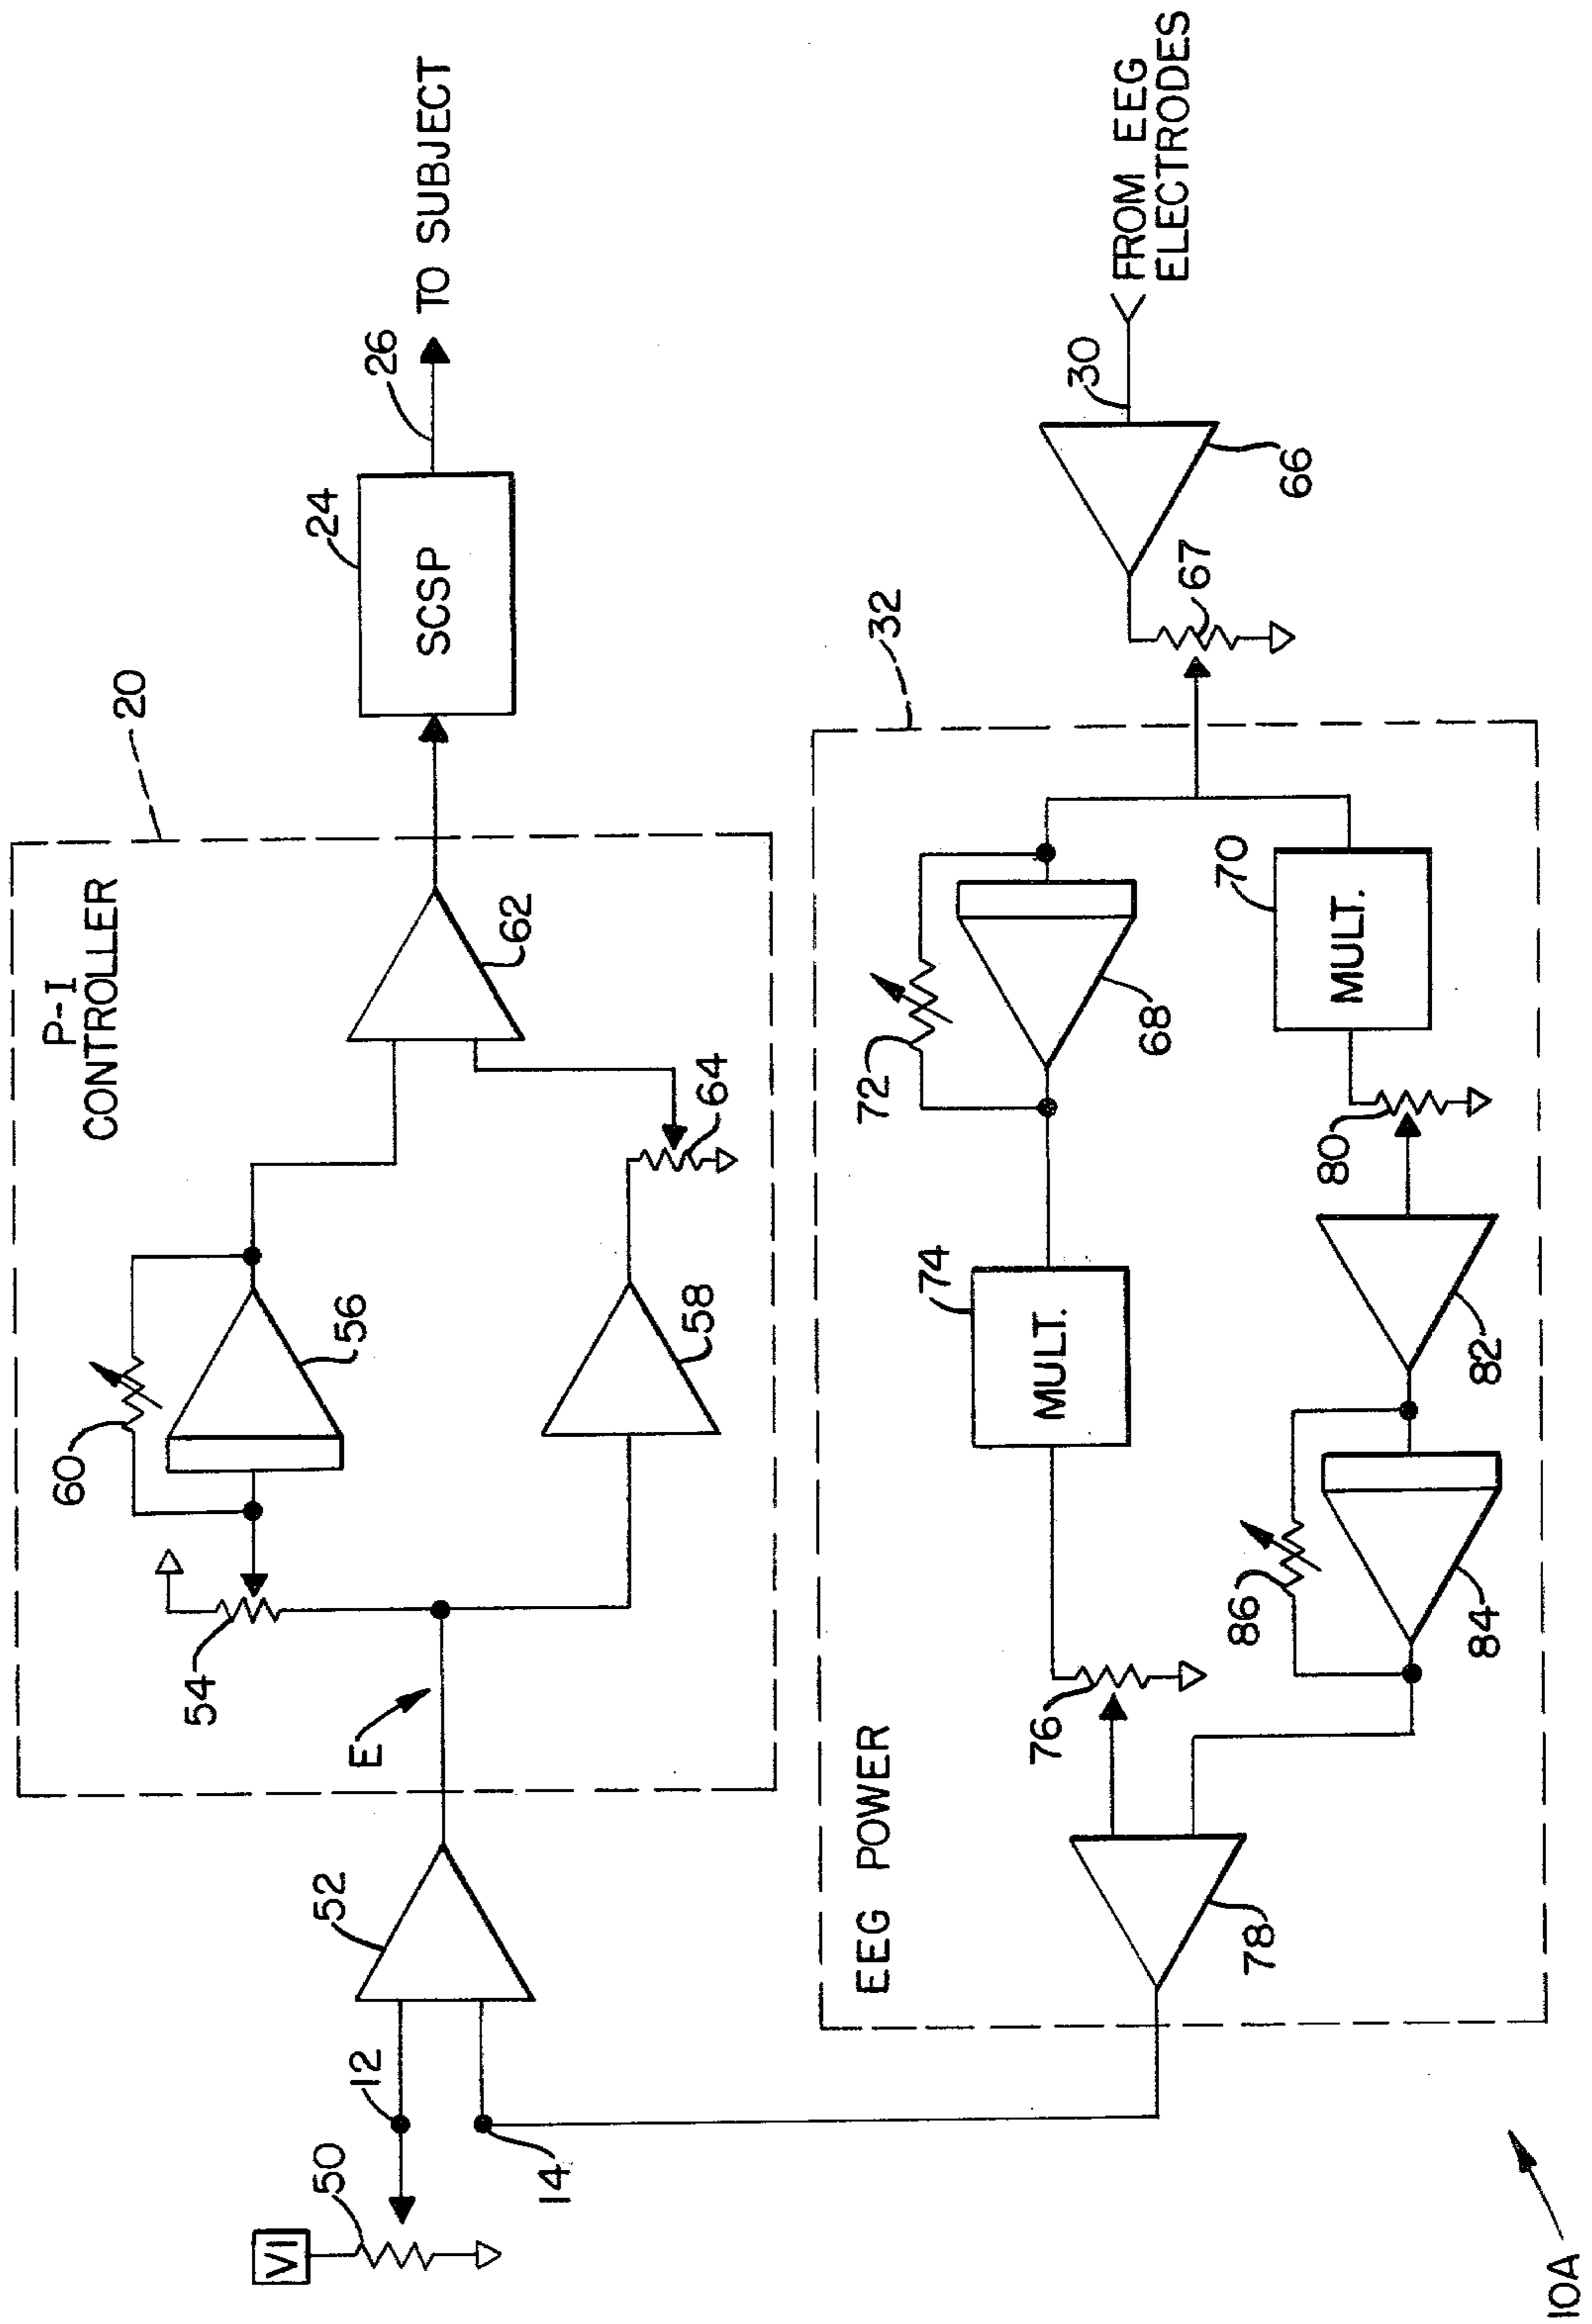 20
P-I
CONTROLLER
60
56
54
E
58
62
64
24
SCSP
26
TO SUBJECT
52
12
14
50
V1
32
EEG POWER
72
68
74
MULT.
70
MULT.
76
80
82
86
84
78
67
66
30
FROM EEG
ELECTRODES
10A